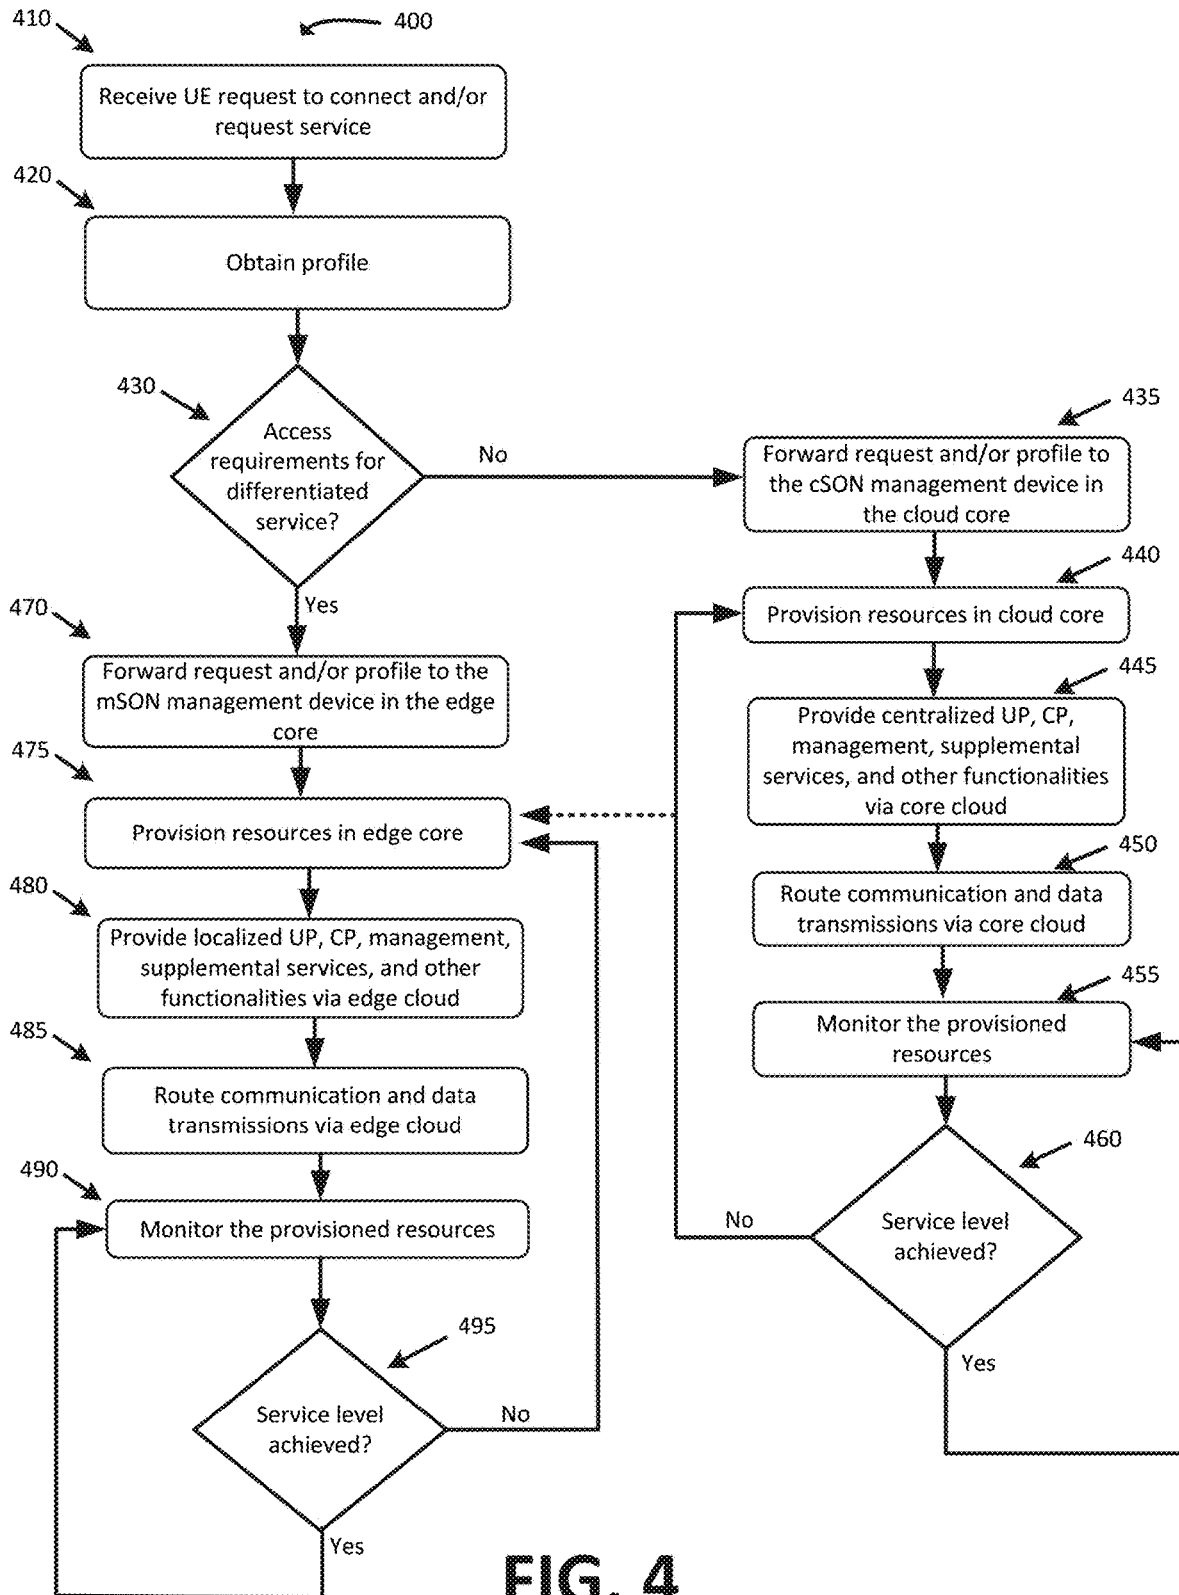 410
400
Receive UE request to connect and/or
request service
420
Obtain profile
430
Access
requirements for
differentiated
service?
No
Yes
435
Forward request and/or profile to
the cSON management device in
the cloud core
440
Provision resources in cloud core
445
Provide centralized UP, CP,
management, supplemental
services, and other functionalities
via core cloud
450
Route communication and data
transmissions via core cloud
455
Monitor the provisioned
resources
460
Service level
achieved?
No
Yes
470
Forward request and/or profile to the
mSON management device in the edge
core
475
Provision resources in edge core
480
Provide localized UP, CP, management,
supplemental services, and other
functionalities via edge cloud
485
Route communication and data
transmissions via edge cloud
490
Monitor the provisioned resources
495
Service level
achieved?
No
Yes
FIG. 4